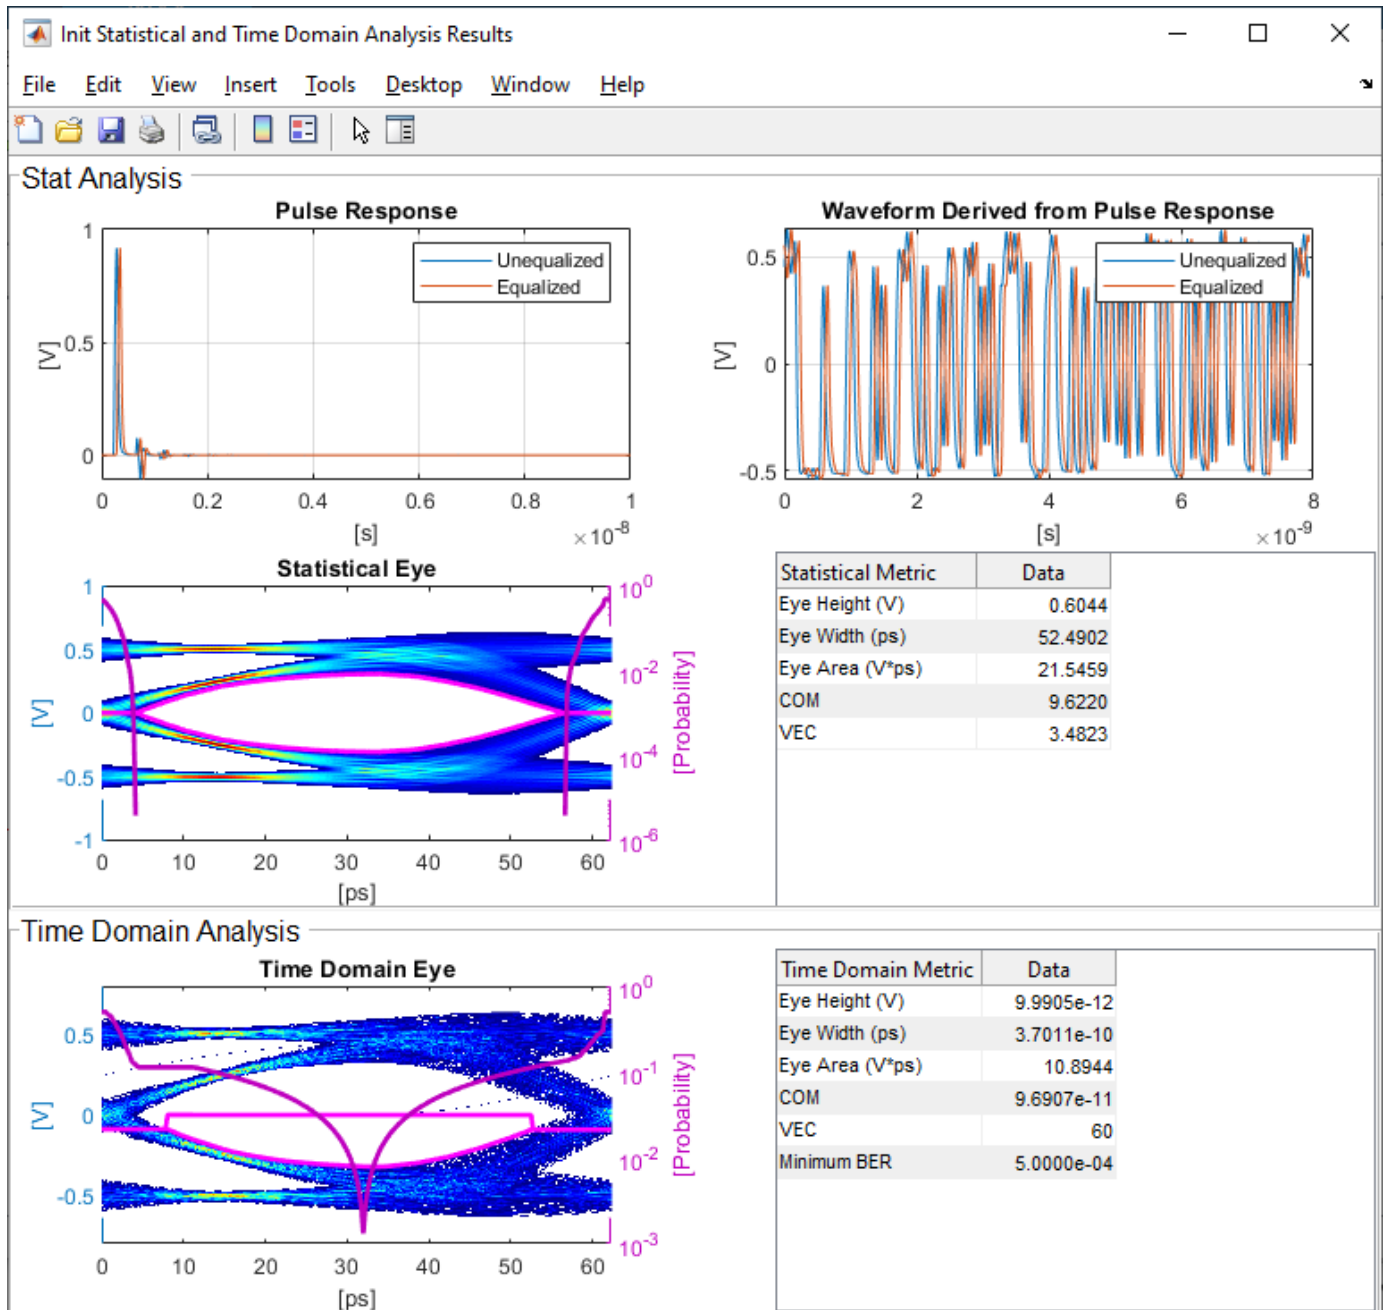 Init Statistical and Time Domain Analysis Results
File Edit View Insert Tools Desktop Window Help
Stat Analysis
Pulse Response
1
0.5
0
[V]
Unequalized
Equalized
0 0.2 0.4 0.6 0.8 1
[s]
×10-8
Waveform Derived from Pulse Response
0.5
0
-0.5
[V]
Unequalized
Equalized
0 2 4 6 8
[s]
×10-9
Statistical Eye
1
0.5
0
-0.5
-1
[V]
100
10-2
10-4
10-6
[Probability]
0 10 20 30 40 50 60
[ps]
Statistical Metric Data
Eye Height (V) 0.6044
Eye Width (ps) 52.4902
Eye Area (V*ps) 21.5459
COM 9.6220
VEC 3.4823
Time Domain Analysis
Time Domain Eye
0.5
0
-0.5
[V]
100
10-1
10-2
10-3
[Probability]
0 10 20 30 40 50 60
[ps]
Time Domain Metric Data
Eye Height (V) 9.9905e-12
Eye Width (ps) 3.7011e-10
Eye Area (V*ps) 10.8944
COM 9.6907e-11
VEC 60
Minimum BER 5.0000e-04